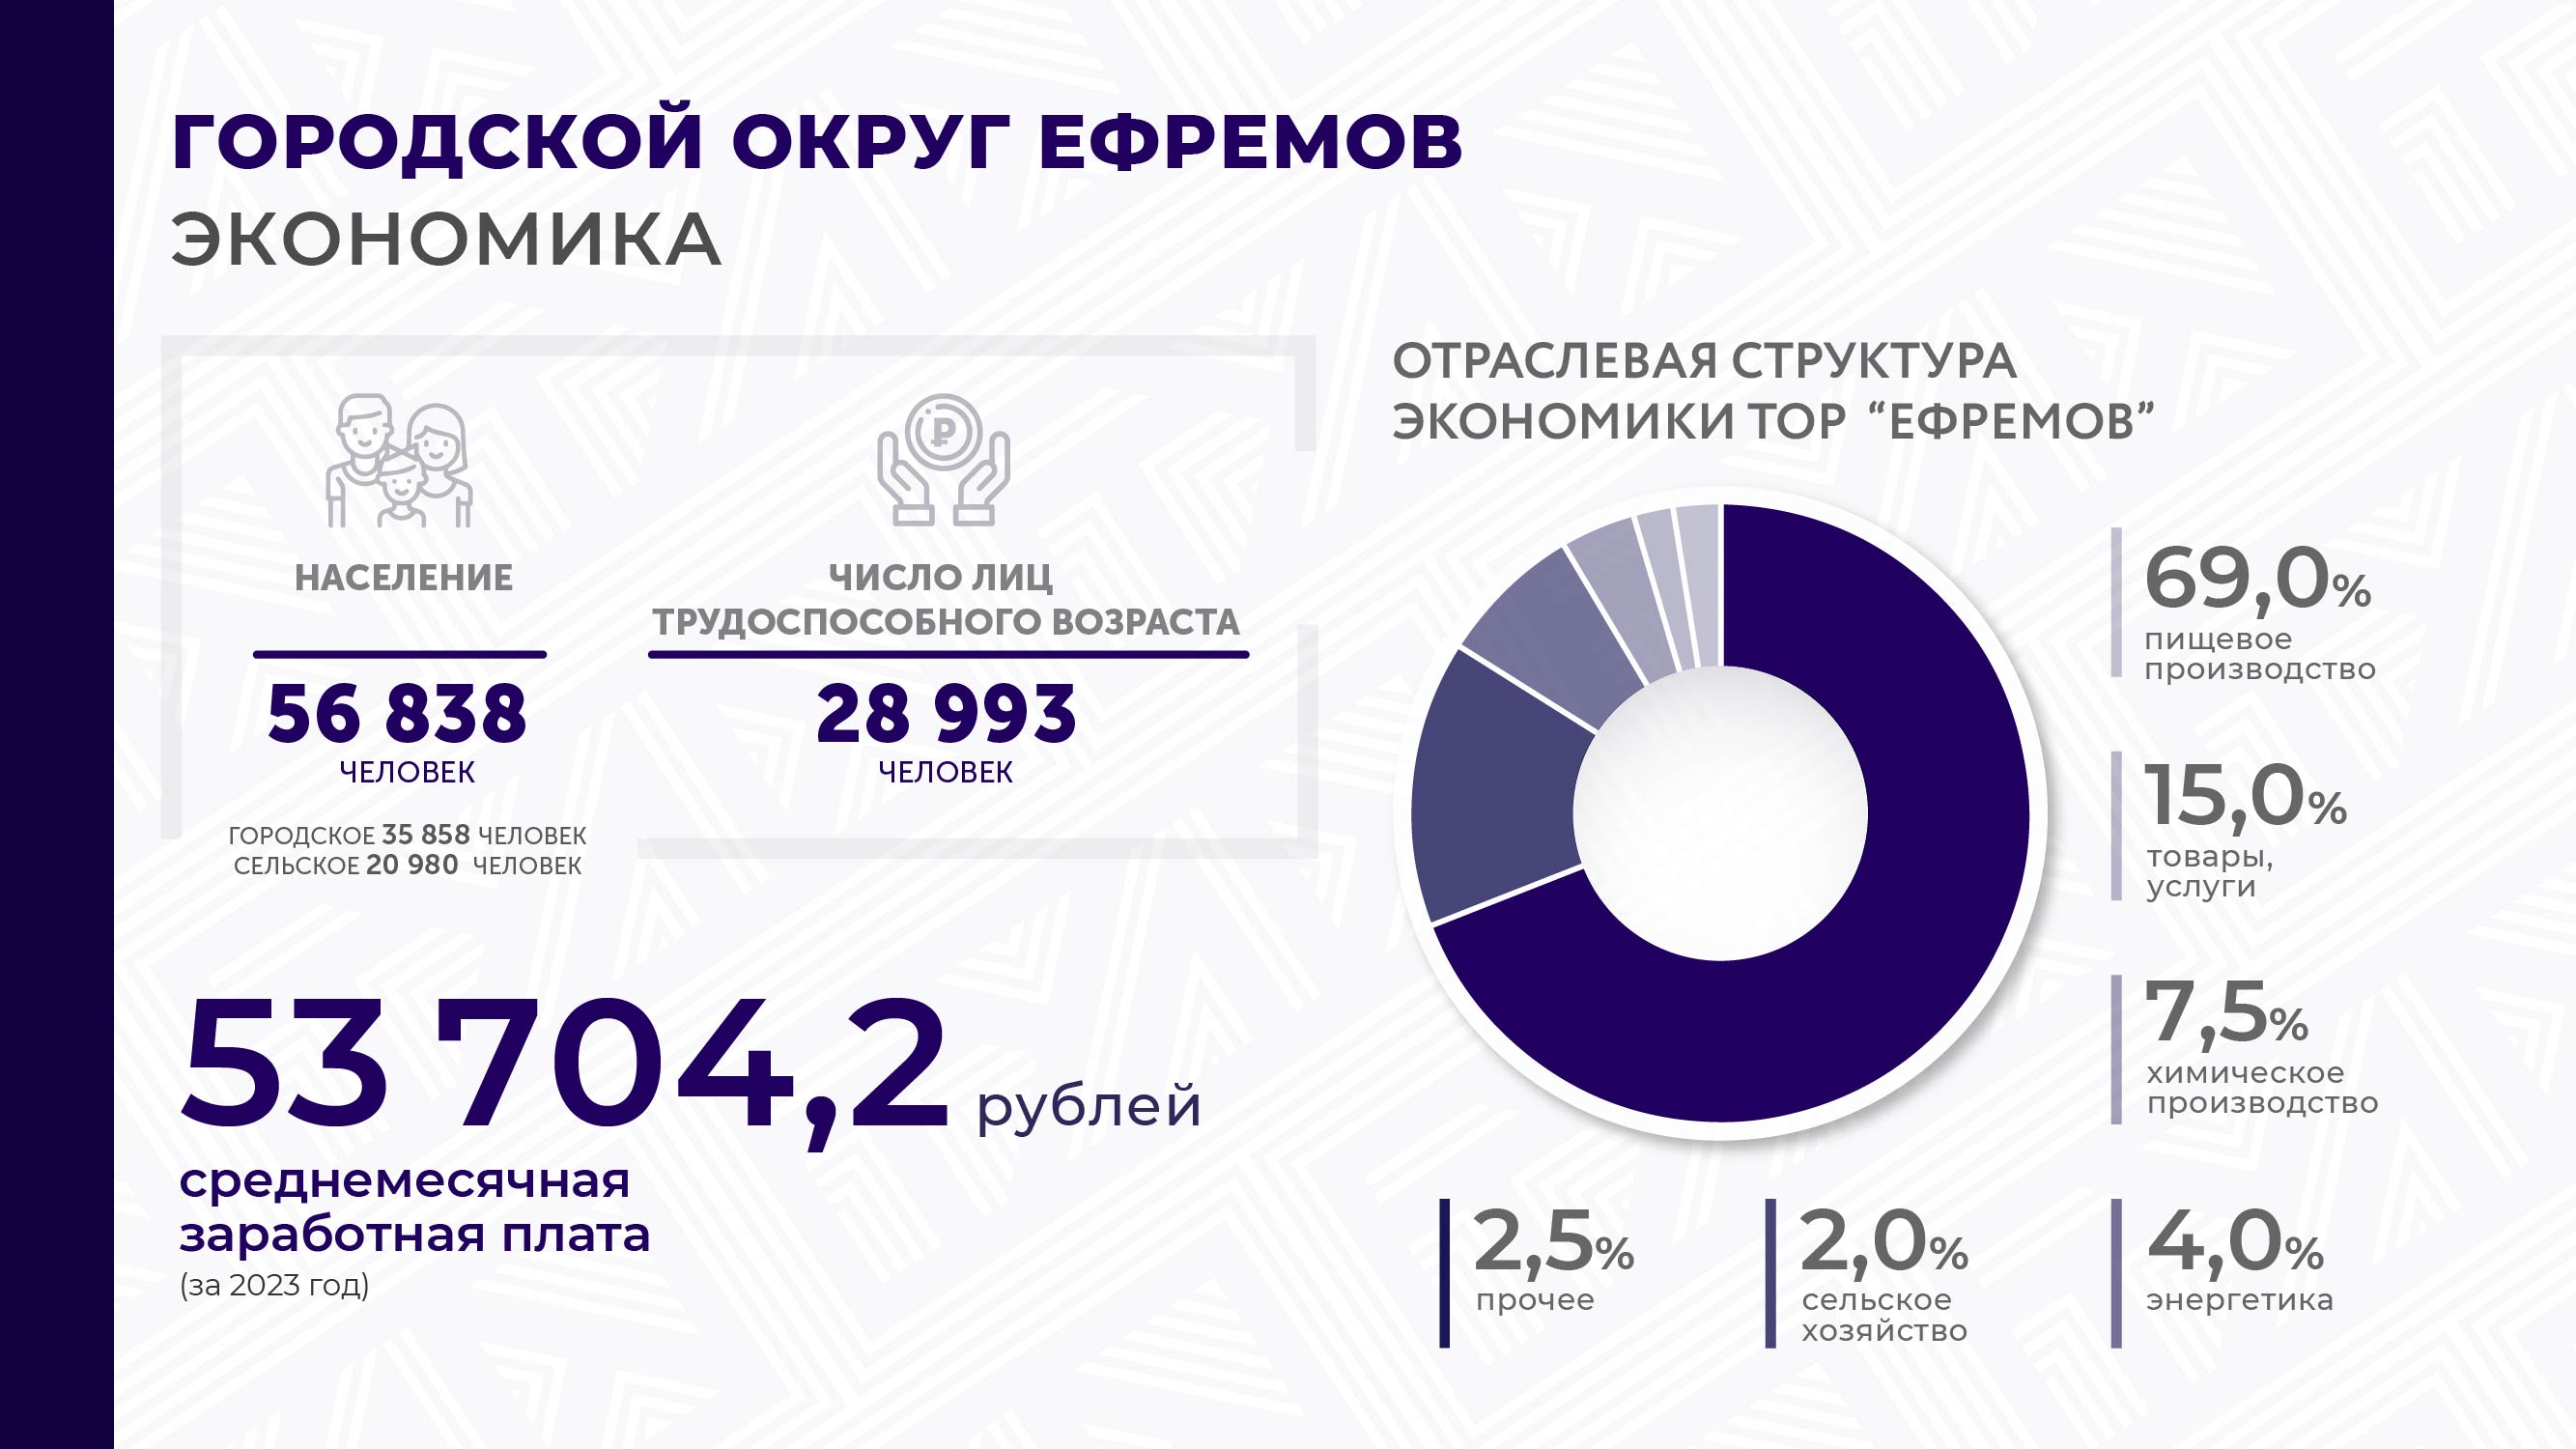 ГОРОДСКОЙ ОКРУГ ЕФРЕМОВ
ЭКОНОМИКА
НАСЕЛЕНИЕ
56 838
ЧЕЛОВЕК
ГОРОДСКОЕ 35 858 ЧЕЛОВЕК
СЕЛЬСКОЕ 20 980 ЧЕЛОВЕК
ЧИСЛО ЛИЦ
ТРУДОСПОСОБНОГО ВОЗРАСТА
28 993
ЧЕЛОВЕК
53 704,2 рублей
среднемесячная
заработная плата
(за 2023 год)
ОТРАСЛЕВАЯ СТРУКТУРА
ЭКОНОМИКИ ТОР “ЕФРЕМОВ”
69,0%
пищевое
производство
15,0%
товары,
услуги
7,5%
химическое
производство
2,5%
прочее
2,0%
сельское
хозяйство
4,0%
энергетика